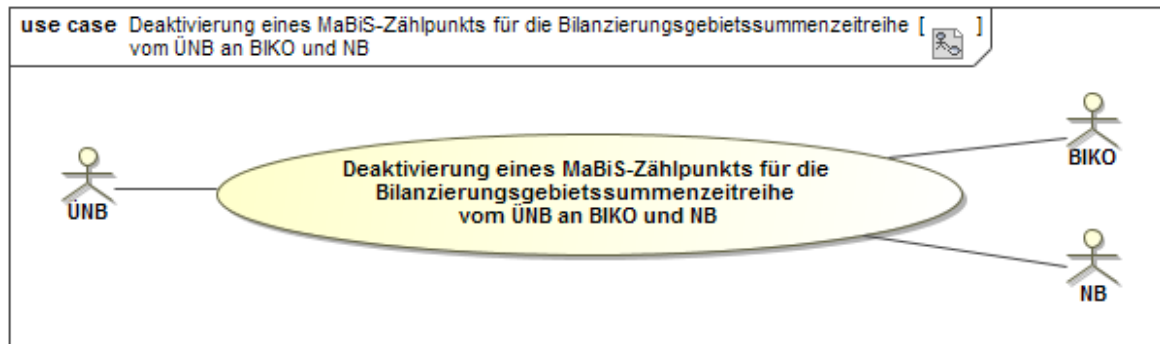 use case Deaktivierung eines MaBiS-Zählpunkts für die Bilanzierungsgebietssummenzeitreihe [ ]
vom ÜNB an BIKO und NB
BIKO
Deaktivierung eines MaBiS-Zählpunkts für die
Bilanzierungsgebietssummenzeitreihe
vom ÜNB an BIKO und NB
ÜNB
NB